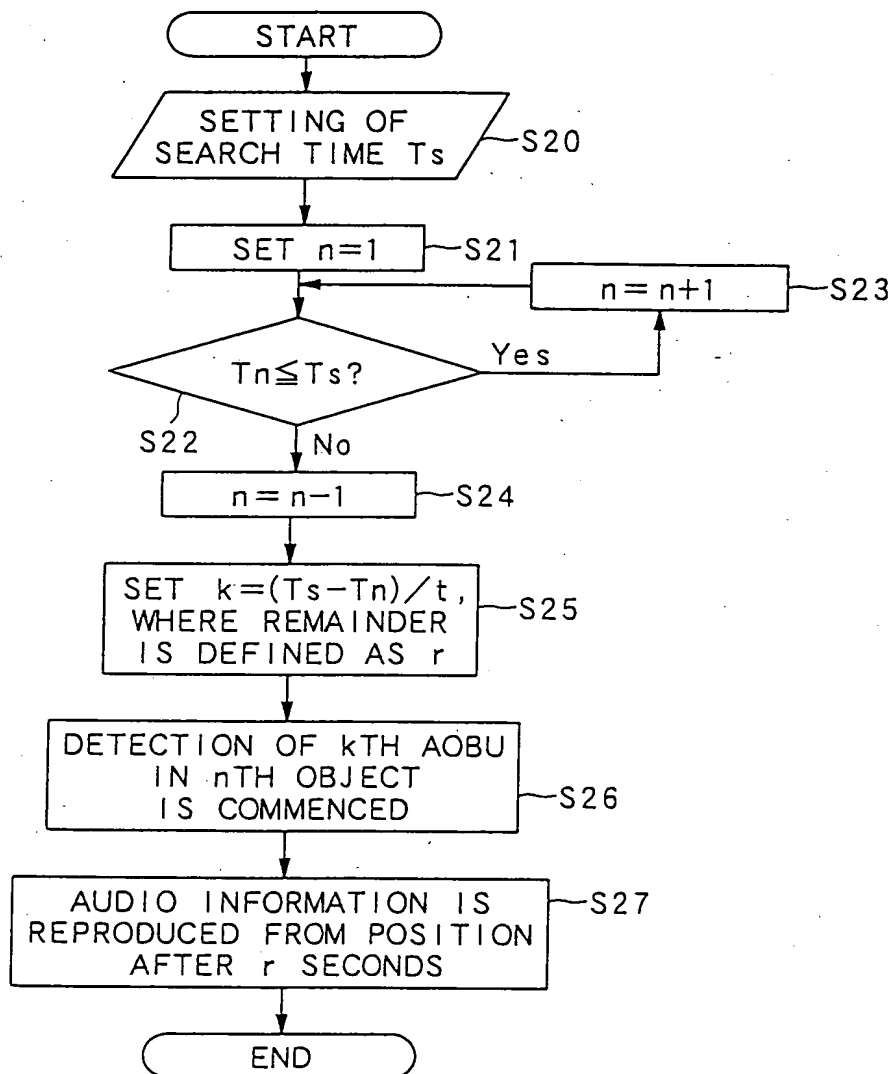 START
SETTING OF
SEARCH TIME Ts
S20
SET n=1
S21
n=n+1
S23
Tn≦Ts?
Yes
S22
No
n=n-1
S24
SET k=(Ts-Tn)/t,
WHERE REMAINDER
IS DEFINED AS r
S25
DETECTION OF kTH AOBU
IN nTH OBJECT
IS COMMENCED
S26
AUDIO INFORMATION IS
REPRODUCED FROM POSITION
AFTER r SECONDS
S27
END